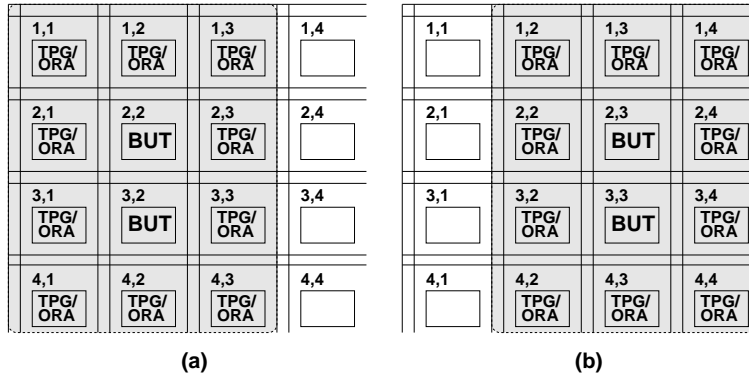 1,1 1,2 1,3 1,4
TPG/ TPG/ TPG/
ORA ORA ORA
2,1 2,2 2,3 2,4
TPG/ BUT TPG/
ORA ORA
3,1 3,2 3,3 3,4
TPG/ BUT TPG/
ORA ORA
4,1 4,2 4,3 4,4
TPG/ TPG/ TPG/
ORA ORA ORA
(a)
1,1 1,2 1,3 1,4
TPG/ TPG/ TPG/
ORA ORA ORA
2,1 2,2 2,3 2,4
TPG/ BUT TPG/
ORA ORA
3,1 3,2 3,3 3,4
TPG/ BUT TPG/
ORA ORA
4,1 4,2 4,3 4,4
TPG/ TPG/ TPG/
ORA ORA ORA
(b)